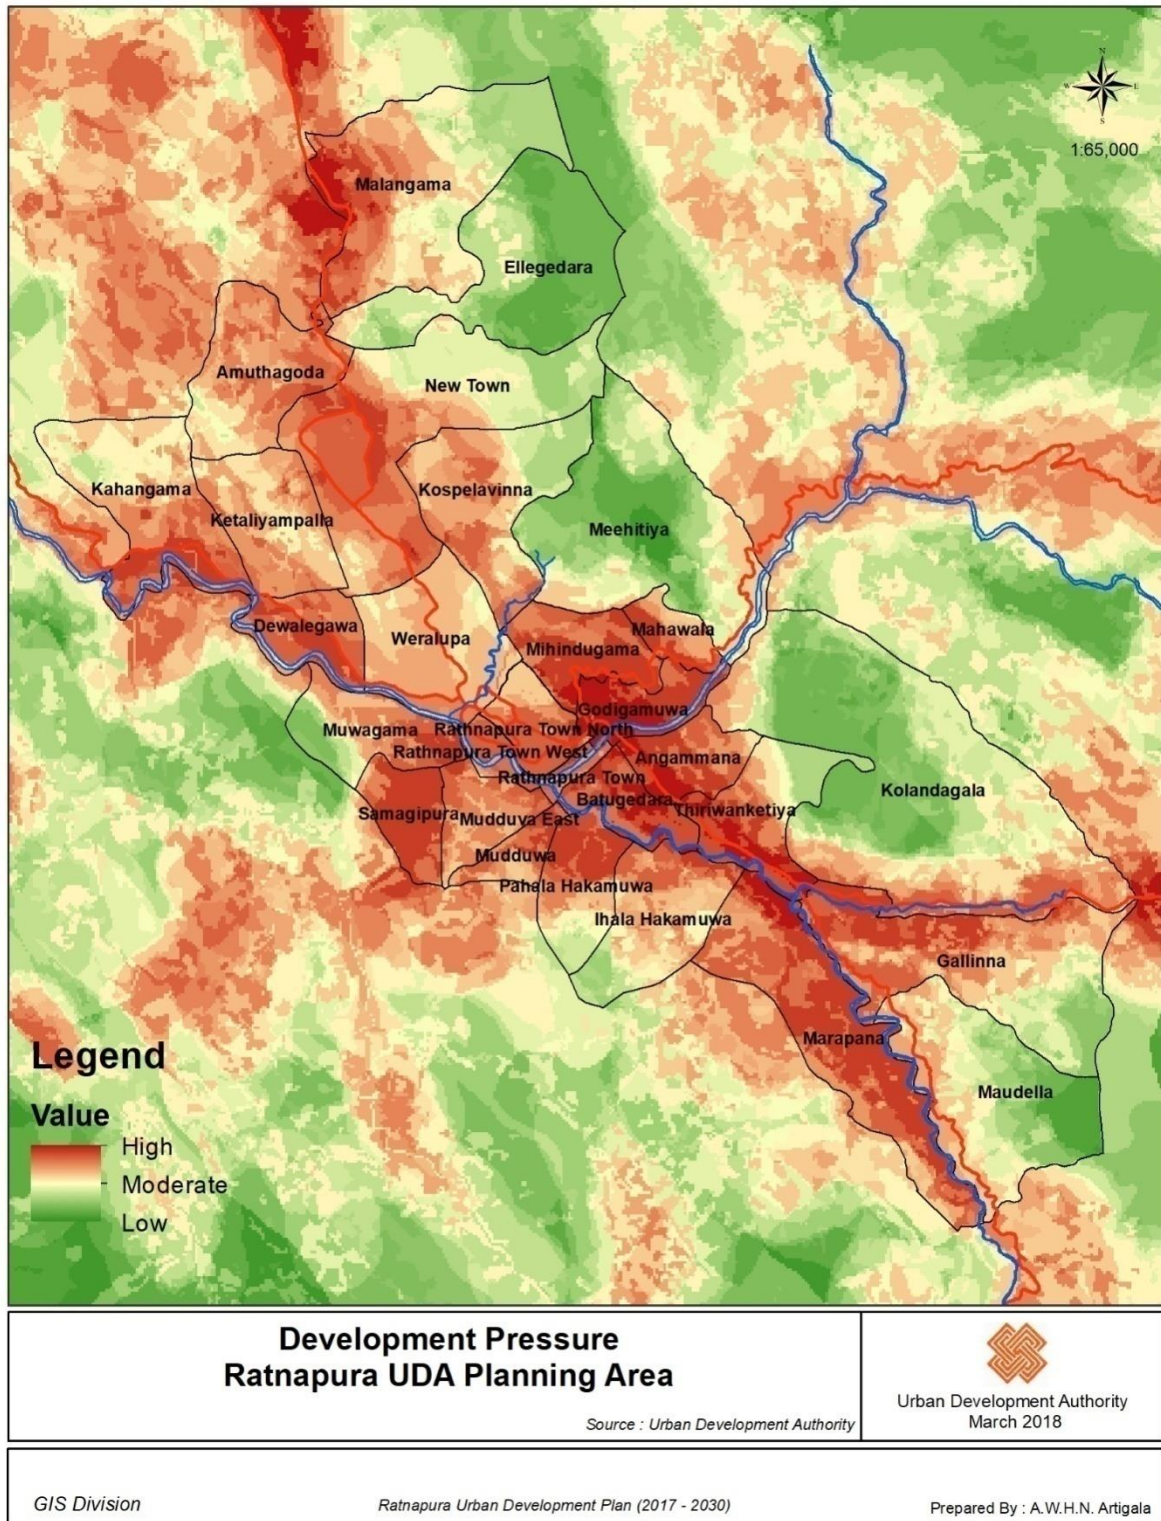 N
W E
S
1:65,000
Malangama
Ellegedara
Amuthagoda
New Town
Kahangama
Kospelavinna
Ketaliyampalla
Meehitiya
Dewalegawa
Weralupa
Mahawala
Mihindugama
Godigamuwa
Muwagama
Rathnapura Town North
Rathnapura Town West
Angammana
Rathnapura Town
Kolandagala
Batugedara
Samagipura
Mudduva East
Thiriwanketiya
Mudduwa
Pahala Hakamuwa
Ihala Hakamuwa
Gallinna
Marapana
Maudella
Legend
Value
High
Moderate
Low
Development Pressure
Ratnapura UDA Planning Area
Source : Urban Development Authority
Urban Development Authority
March 2018
GIS Division
Ratnapura Urban Development Plan (2017 - 2030)
Prepared By : A.W.H.N. Artigala